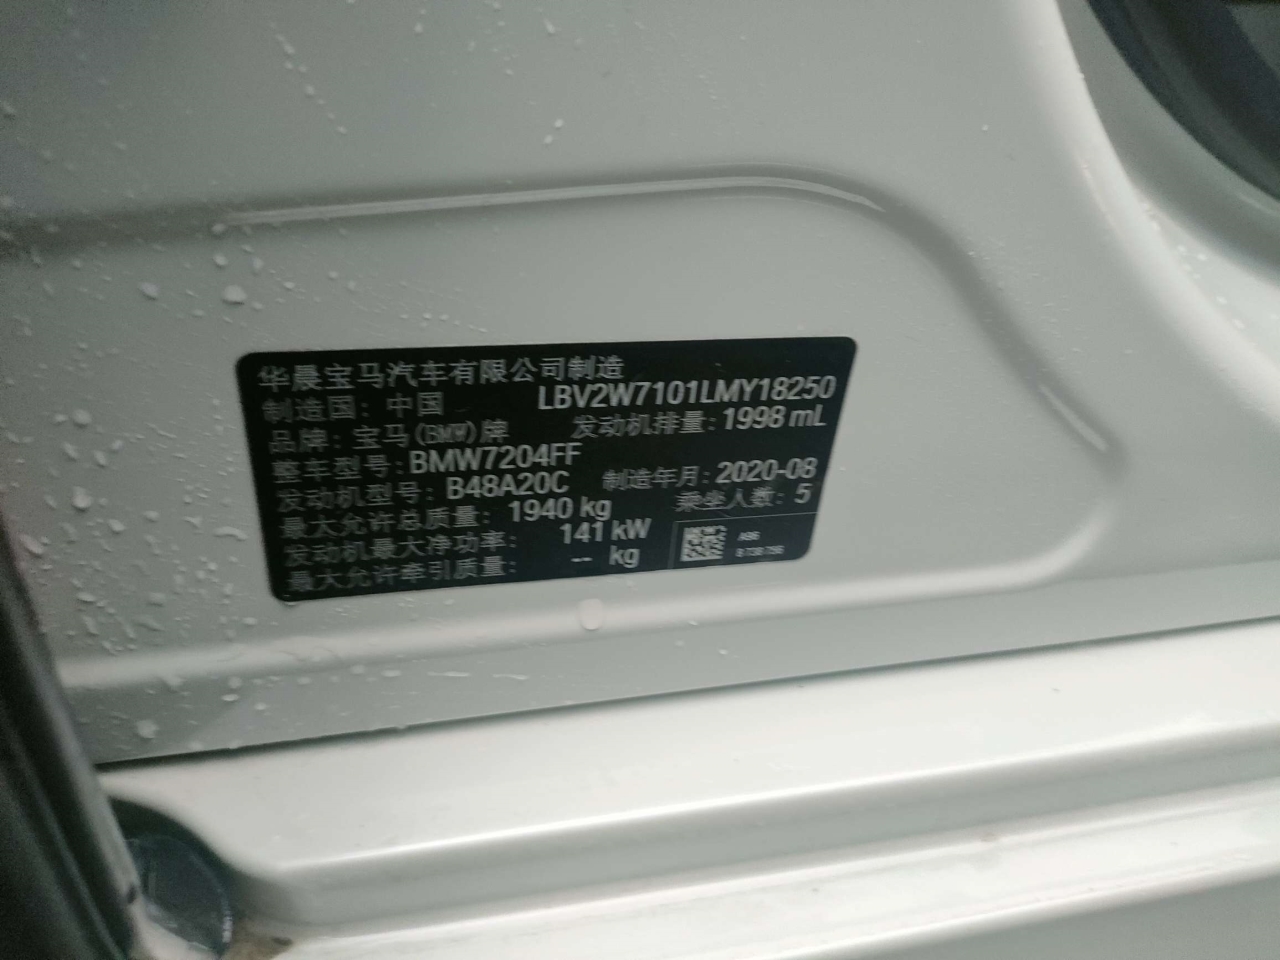 华晨宝马汽车有限公司制造
制造国：中国 LBV2W7101LMY18250
品牌：宝马(BMW)牌 发动机排量：1998 mL
整车型号：BMW7204FF
发动机型号：B48A20C 制造年月：2020-08
最大允许总质量：1940 kg 乘坐人数：5
发动机最大净功率：141 kW
最大允许牵引质量：-- kg